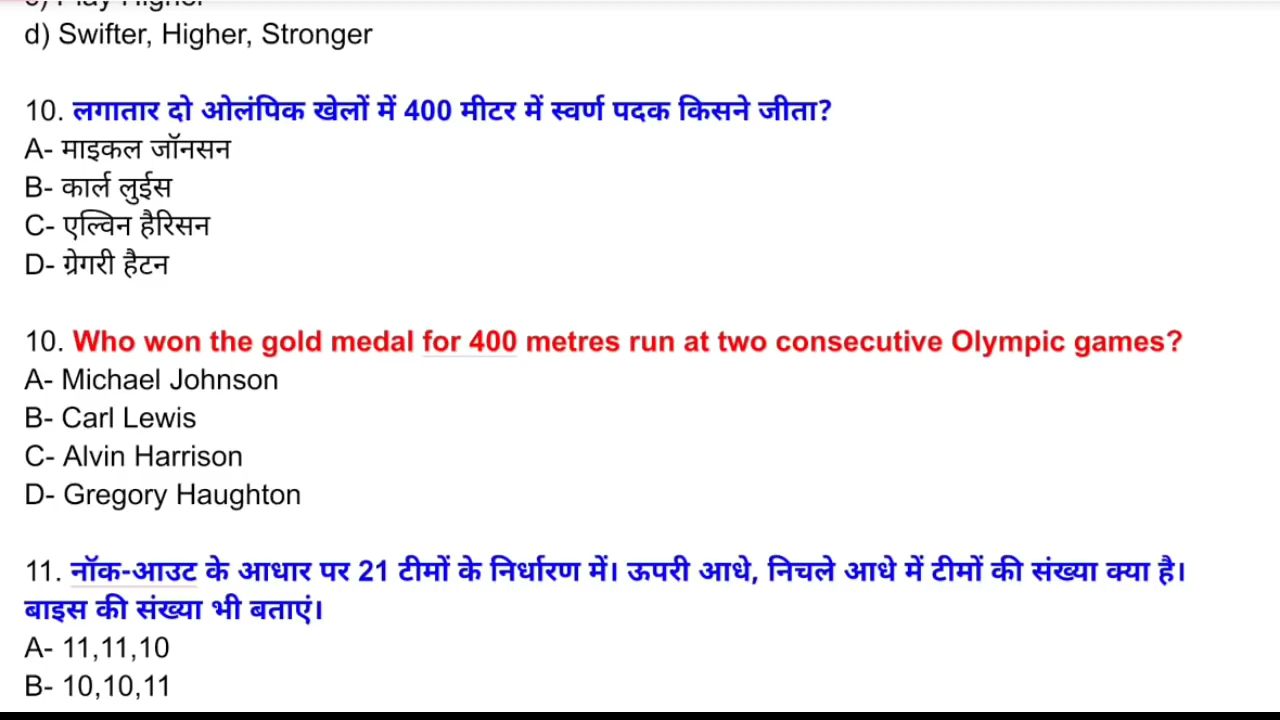 d) Swifter, Higher, Stronger
10. लगातार दो ओलंपिक खेलों में 400 मीटर में स्वर्ण पदक किसने जीता?
A- माइकल जॉनसन
B- कार्ल लुईस
C- एल्विन हैरिसन
D- ग्रेगरी हैटन
10. Who won the gold medal for 400 metres run at two consecutive Olympic games?
A- Michael Johnson
B- Carl Lewis
C- Alvin Harrison
D- Gregory Haughton
11. नॉक-आउट के आधार पर 21 टीमों के निर्धारण में। ऊपरी आधे, निचले आधे में टीमों की संख्या क्या है।
बाइस की संख्या भी बताएं।
A- 11,11,10
B- 10,10,11